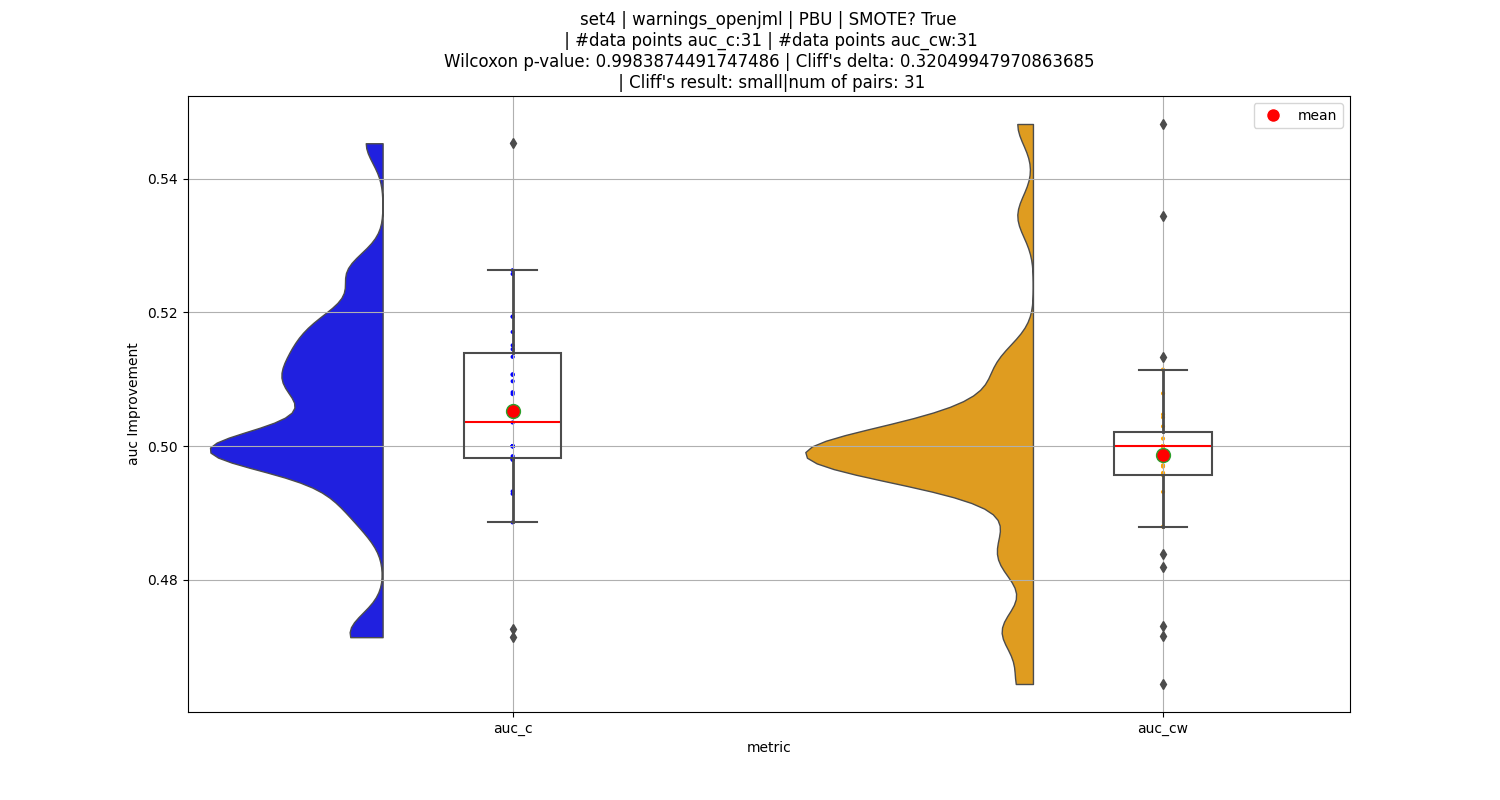 set4 | warnings_openjml | PBU | SMOTE? True
| #data points auc_c:31 | #data points auc_cw:31
Wilcoxon p-value: 0.9983874491747486 | Cliff's delta: 0.32049947970863685
| Cliff's result: small|num of pairs: 31
mean
0.54
0.52
0.50
0.48
auc Improvement
auc_c
auc_cw
metric